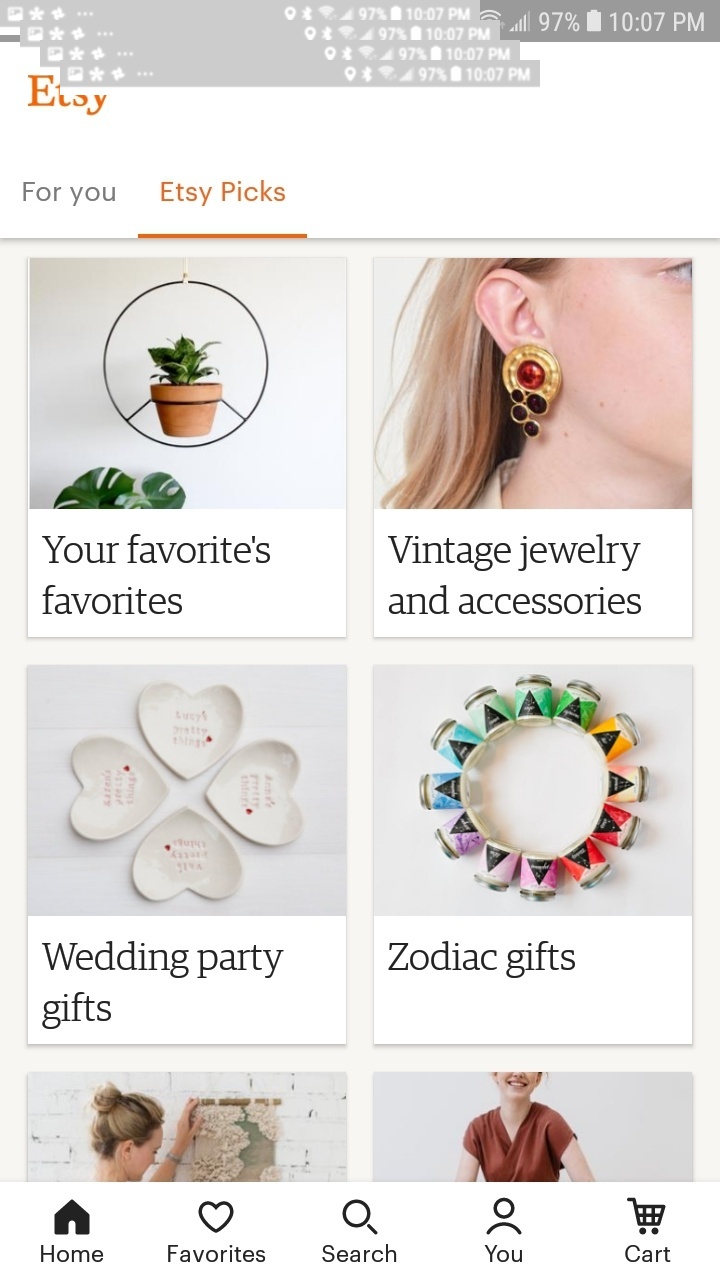 97% 10:07 PM
97% 10:07 PM
97% 10:07 PM
97% 10:07 PM
97% 10:07 PM
Etsy
For you
Etsy Picks
Your favorite's
favorites
Vintage jewelry
and accessories
Wedding party
gifts
Zodiac gifts
Home
Favorites
Search
You
Cart